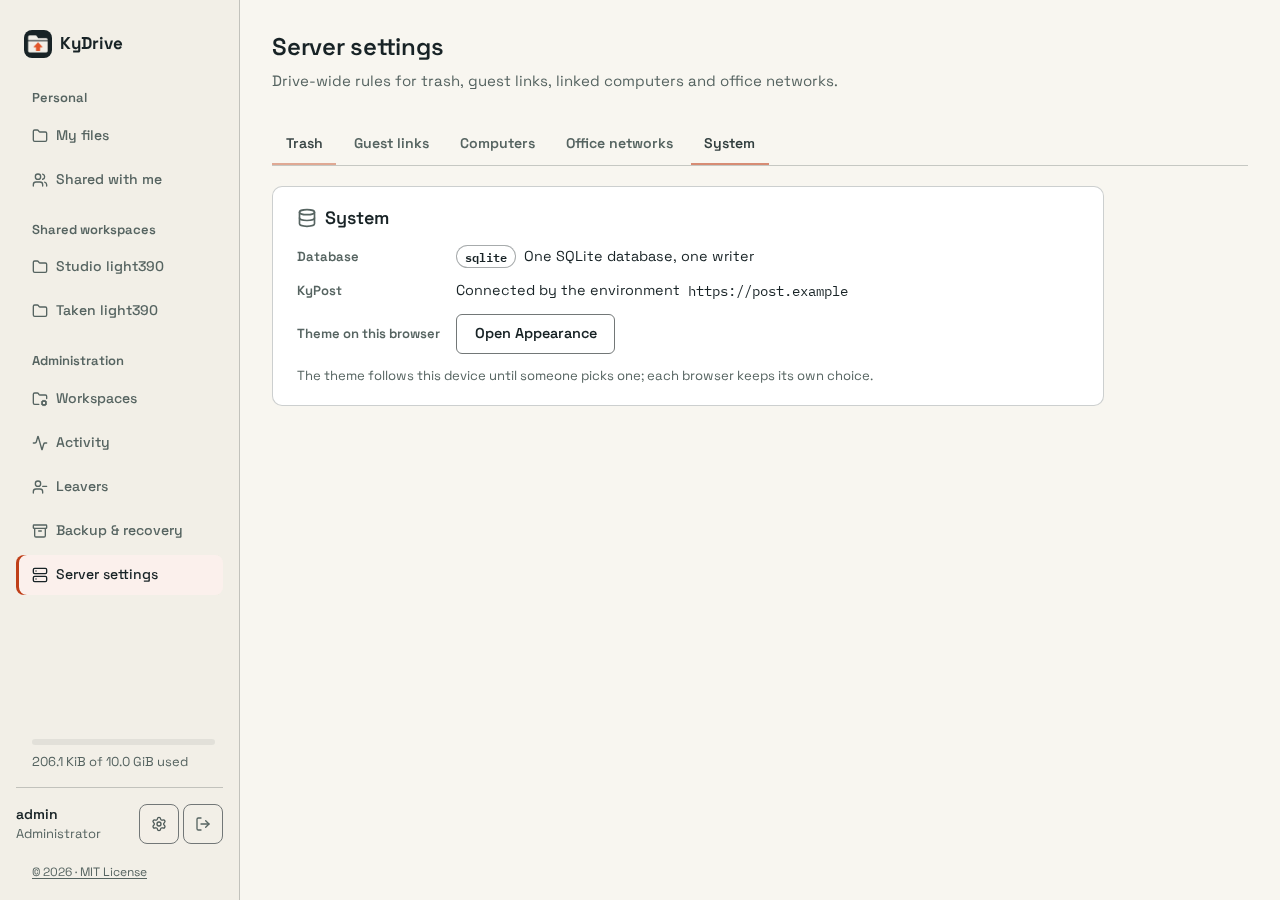 KyDrive
Personal
My files
Shared with me
Shared workspaces
Studio light390
Taken light390
Administration
Workspaces
Activity
Leavers
Backup & recovery
Server settings
206.1 KiB of 10.0 GiB used
admin
Administrator
© 2026 · MIT License
Server settings
Drive-wide rules for trash, guest links, linked computers and office networks.
Trash Guest links Computers Office networks System
System
Database sqlite One SQLite database, one writer
KyPost Connected by the environment https://post.example
Theme on this browser Open Appearance
The theme follows this device until someone picks one; each browser keeps its own choice.